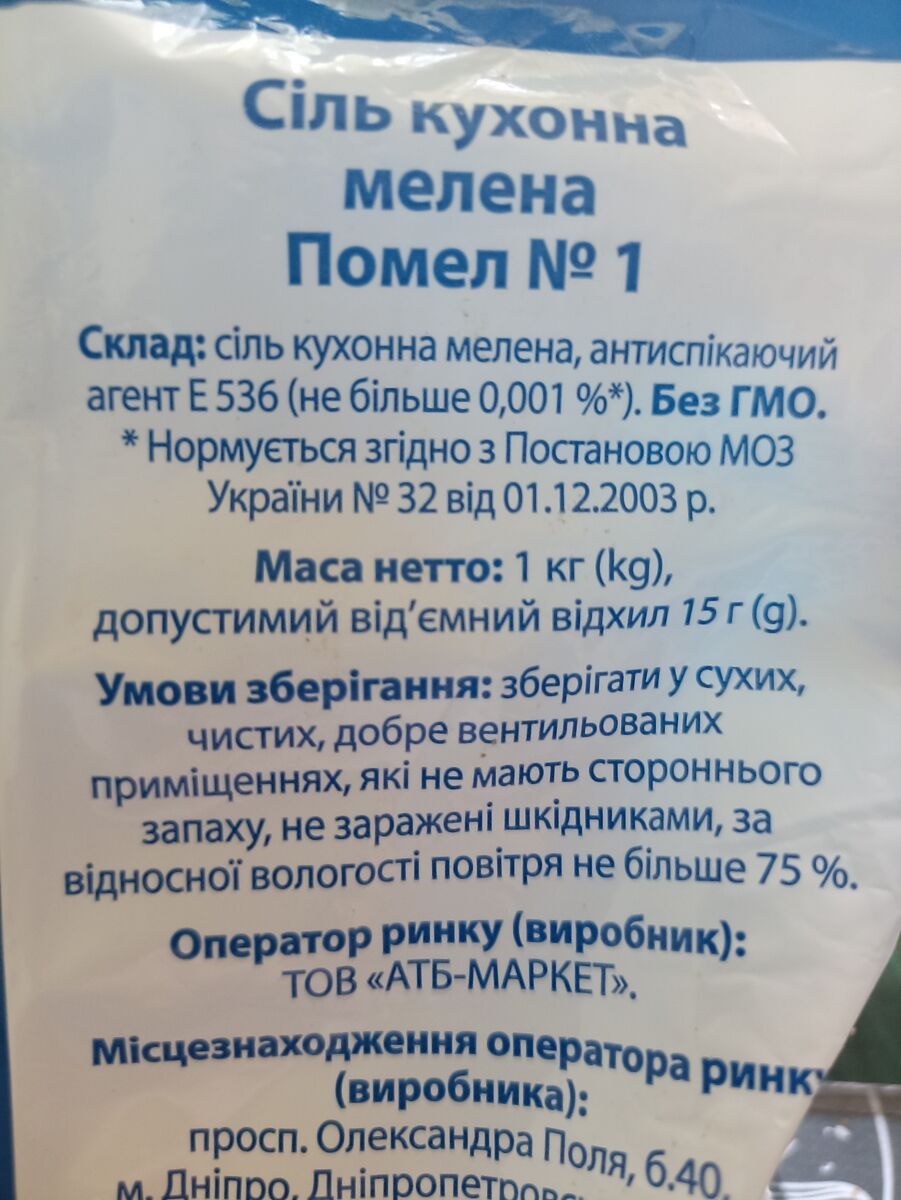 Сіль кухонна
мелена
Помел № 1
Склад: сіль кухонна мелена, антиспікаючий
агент Е 536 (не більше 0,001 %*). Без ГМО.
* Нормується згідно з Постановою МОЗ
України № 32 від 01.12.2003 р.
Маса нетто: 1 кг (kg),
допустимий від’ємний відхил 15 г (g).
Умови зберігання: зберігати у сухих,
чистих, добре вентильованих
приміщеннях, які не мають стороннього
запаху, не заражені шкідниками, за
відносної вологості повітря не більше 75 %.
Оператор ринку (виробник):
ТОВ «АТБ-МАРКЕТ».
Місцезнаходження оператора ринку
(виробника):
просп. Олександра Поля, б.40,
м. Дніпро,